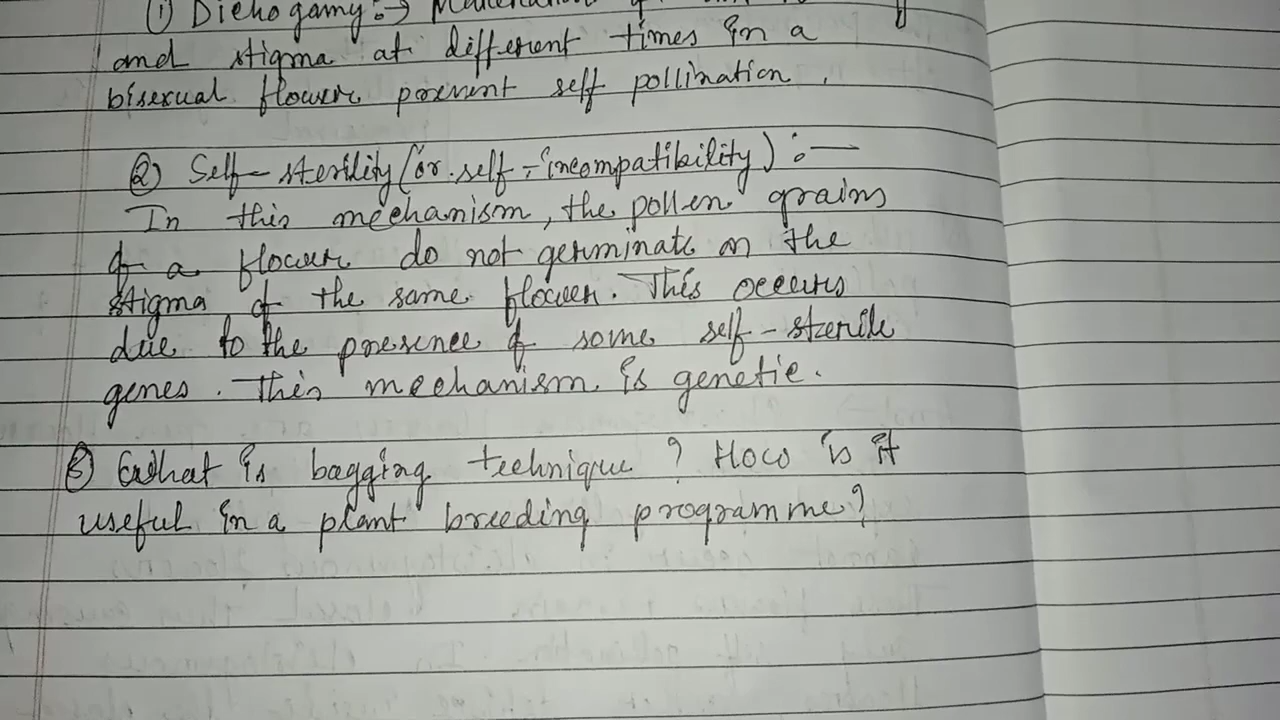 (1) Dichogamy :→
and stigma at different times in a
bisexual flower prevent self pollination .
(2) Self-sterility (or self-incompatibility) :—
In this mechanism, the pollen grains
of a flower do not germinate on the
stigma of the same flower. This occurs
due to the presence of some self-sterile
genes . This mechanism is genetic.
What is bagging technique ? How is it
useful in a plant breeding programme?